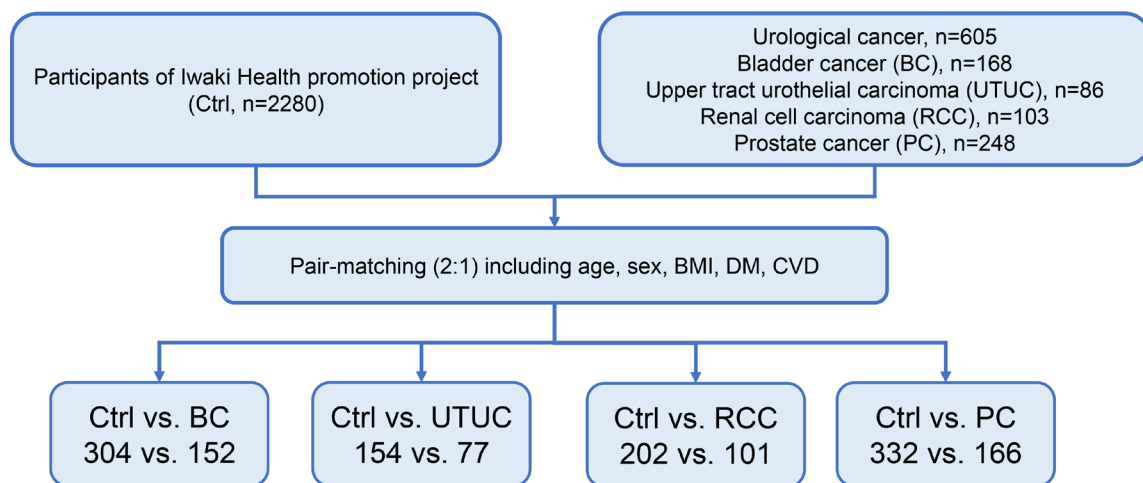 Participants of Iwaki Health promotion project
(Ctrl, n=2280)
Urological cancer, n=605
Bladder cancer (BC), n=168
Upper tract urothelial carcinoma (UTUC), n=86
Renal cell carcinoma (RCC), n=103
Prostate cancer (PC), n=248
Pair-matching (2:1) including age, sex, BMI, DM, CVD
Ctrl vs. BC
304 vs. 152
Ctrl vs. UTUC
154 vs. 77
Ctrl vs. RCC
202 vs. 101
Ctrl vs. PC
332 vs. 166